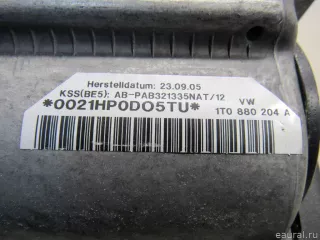 Herstelldatum: 23.09.05
KSS(BE5): AB-PAB321335NAT/12 VW
*0021HP0DO5TU* 1T0 880 204 A
eaural.ru